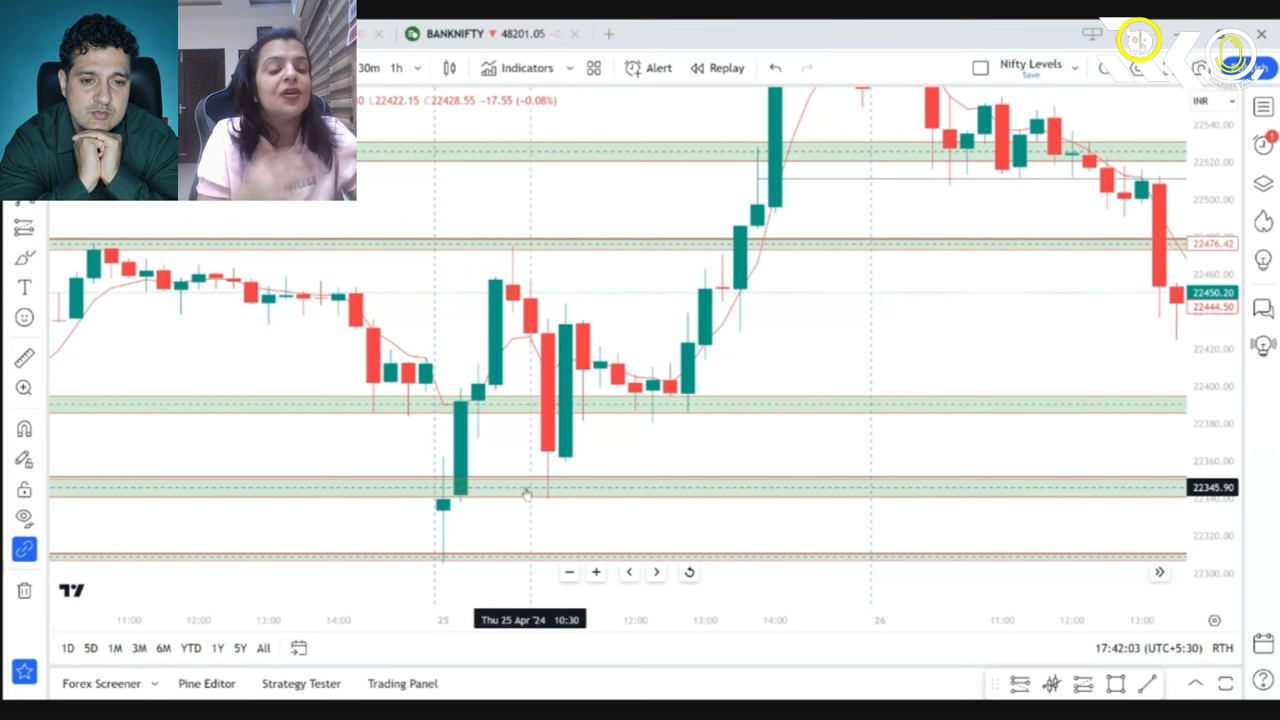 BANKNIFTY ▼ 48201.05 -0
30m 1h Indicators Alert Replay Nifty Levels
Save
L22422.15 C22428.55 -17.55 (-0.08%)
INR
1
22540.00
22520.00
22500.00
22476.42
22460.00
22450.20
22444.50
22420.00
22400.00
22380.00
22360.00
22345.90
22320.00
22300.00
11:00 12:00 13:00 14:00 25 Thu 25 Apr '24 10:30 12:00 13:00 14:00 26 11:00 12:00 13:00
1D 5D 1M 3M 6M YTD 1Y 5Y All 17:42:03 (UTC+5:30) RTH
Forex Screener Pine Editor Strategy Tester Trading Panel